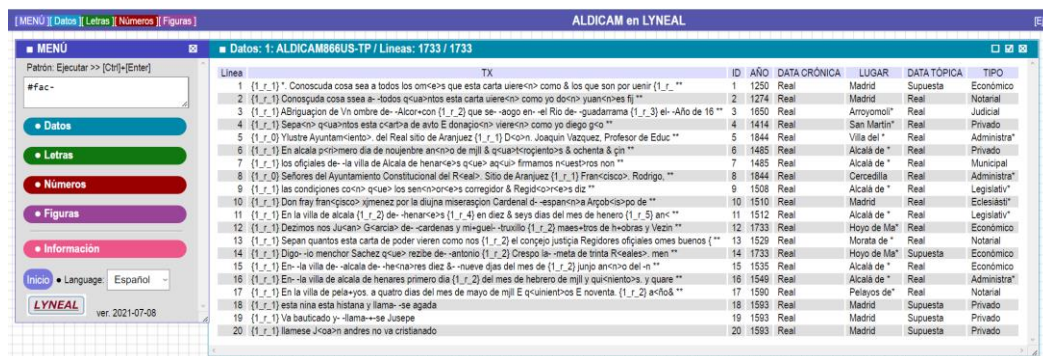 [ MENÚ ][ Datos ][ Letras ][ Números ][ Figuras ] ALDICAM en LYNEAL
MENÚ
Patrón: Ejecutar >> [Ctrl]+[Enter]
#fac-
Datos
Letras
Números
Figuras
Información
Inicio Language: Español
LYNEAL ver. 2021-07-08
Datos: 1: ALDICAM866US-TP / Lineas: 1733 / 1733
Linea TX ID AÑO DATA CRÓNICA LUGAR DATA TÓPICA TIPO
1 {1_r_1} *. Conoscuda cosa sea a todos los om<e>s que esta carta uiere<n> como & los que son por uenir {1_r_** 1 1250 Real Madrid Supuesta Económico
2 {1_r_1} Conosçyda cosa ssea a- -todos q<ua>ntos esta carta uiere<n> como yo do<n> yuan<n>es fij ** 2 1274 Real Madrid Real Notarial
3 {1_r_1} ABriguaçion de Vn ombre de- -Alcor+con {1_r_2} que se- -aogo en- -el Rio de- -guadarrama {1_r_3} el- -Año de 16 ** 3 1650 Real Arroyomoli* Real Judicial
4 {1_r_1} Sepa<n> q<ua>ntos esta c<art>a de avto E donaçio<n> viere<n> como yo diego g<o ** 4 1414 Real San Martín* Real Privado
5 {1_r_0} Ylustre Ayuntam<iento>. del Real sitio de Aranjuez {1_r_1} D<o>n. Joaquin Vazquez, Profesor de Educ ** 5 1844 Real Villa del * Real Administra*
6 {1_r_1} En alcala p<ri>mero dia de noujenbre an<n>o de mjll & q<ua>t<roçiento>s & ochenta & çin ** 6 1485 Real Alcalá de * Real Privado
7 {1_r_1} los ofiçiales de- -la villa de Alcala de henar<e>s q<ue> aq<ui> firmamos n<uest>ros non ** 7 1485 Real Alcalá de * Real Municipal
8 {1_r_0} Señores del Ayuntamiento Constitucional del R<eal>. Sitio de Aranjuez {1_r_1} Fran<cisco>. Rodrigo, ** 8 1844 Real Cercedilla Real Administra*
9 {1_r_1} las condiçiones co<n> q<ue> los sen<n>or<e>s corregidor & Regid<o>r<e>s diz ** 9 1508 Real Alcalá de * Real Legislativ*
10 {1_r_1} Don fray fran<çisco> xjmenez por la diujna miseraçion Cardenal d- -espan<n>a Arçob<is>po de ** 10 1510 Real Madrid Real Eclesiásti*
11 {1_r_1} En la villa de alcala {1_r_2} de- -henar<e>s {1_r_4} en diez & seys dias del mes de henero {1_r_5} an< ** 11 1512 Real Alcalá de * Real Legislativ*
12 {1_r_1} Dezimos nos Ju<an> G<arcia> de- -cardenas y mi+guel- -truxillo {1_r_2} maes+tros de h+obras y Vezin ** 12 1733 Real Hoyo de Ma* Real Económico
13 {1_r_1} Sepan quantos esta carta de poder vieren como nos {1_r_2} el conçejo justiçia Regidores ofiçiales omes buenos { ** 13 1529 Real Morata de * Real Notarial
14 {1_r_1} Digo- -io menchor Sachez q<ue> rezibe de- -antonio {1_r_2} Crespo la- -meta de trinta R<eales>. men ** 14 1733 Real Hoyo de Ma* Supuesta Económico
15 {1_r_1} En- -la villa de- -alcala de- -he<na>res diez &- -nueve djas del mes de {1_r_2} junjo an<n>o del -n ** 15 1535 Real Alcalá de * Real Económico
16 {1_r_1} En- -la villa de alcala de henares primero dia {1_r_2} del mes de hebrero de mjll y qui<niento>s. y quare ** 16 1549 Real Alcalá de * Real Administra*
17 {1_r_1} En la villa de pela+yos. a quatro dias del mes de mayo de mjll E q<uinient>os E noventa. {1_r_2} a<ño& ** 17 1590 Real Pelayos de* Real Notarial
18 {1_r_1} esta nina esta histana y llama- -se agada 18 1593 Real Madrid Supuesta Privado
19 {1_r_1} Va bauticado y- -llama-+-se Jusepe 19 1593 Real Madrid Supuesta Privado
20 {1_r_1} llamese J<oa>n andres no va cristianado 20 1593 Real Madrid Supuesta Privado